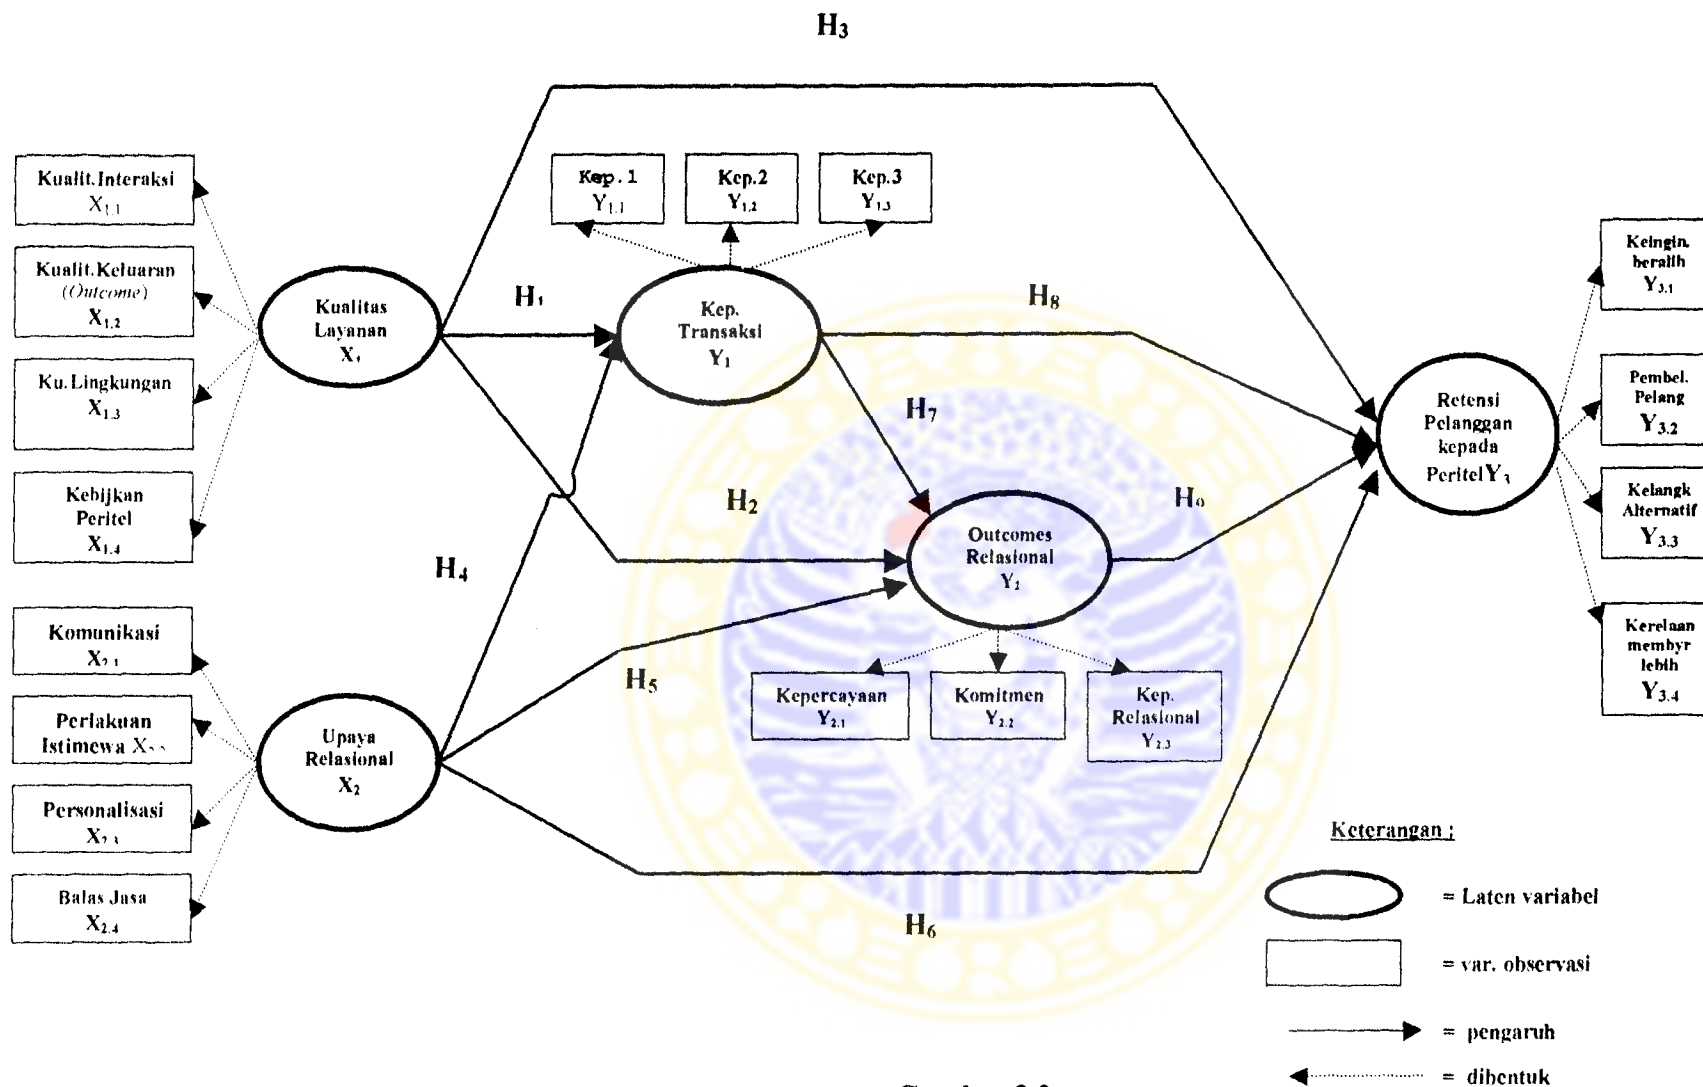 H3
Kualit.Interaksi
X1.1
Kualit.Keluaran
(Outcome)
X1.2
Ku.Lingkungan
X1.3
Kebijkan
Peritel
X1.4
Kep.1
Y1.1
Kep.2
Y1.2
Kep.3
Y1.3
Kualitas
Layanan
X1
H1
Kep.
Transaksi
Y1
H8
H7
H2
H4
H9
Outcomes
Relasional
Y2
Retensi
Pelanggan
kepada
Peritel Y3
Keingin.
beralih
Y3.1
Pembel.
Pelang
Y3.2
Kelangk
Alternatif
Y3.3
Kerelaan
membyr
lebih
Y3.4
Komunikasi
X2.1
Perlakuan
Istimewa
Personalisasi
X2.3
Balas Jasa
X2.4
Upaya
Relasional
X2
H5
Kepercayaan
Y2.1
Komitmen
Y2.2
Kep.
Relasional
Y2.3
H6
Keterangan :
= Laten variabel
= var. observasi
= pengaruh
= dibentuk